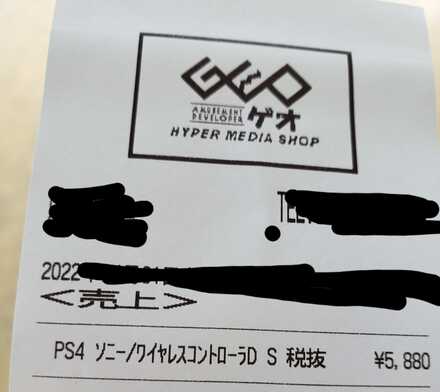 GEO
AMUSEMENT
DEVELOPER ゲオ
HYPER MEDIA SHOP
2022
<売上>
PS4 ソニー/ワイヤレスコントローラD S 税抜 ¥5,880